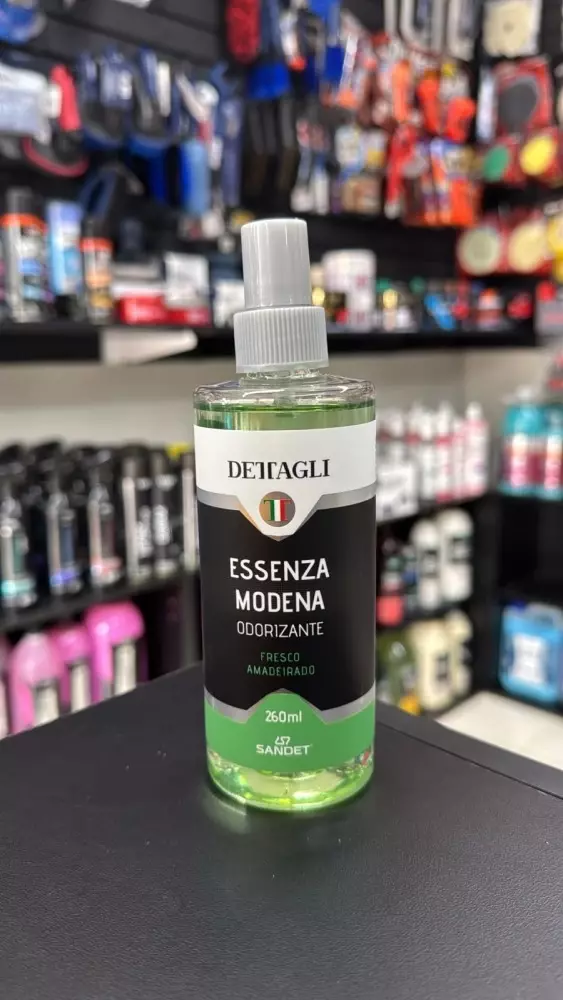 DETTAGLI
ESSENZA
MODENA
ODORIZANTE
FRESCO
AMADEIRADO
260ml
SANDET